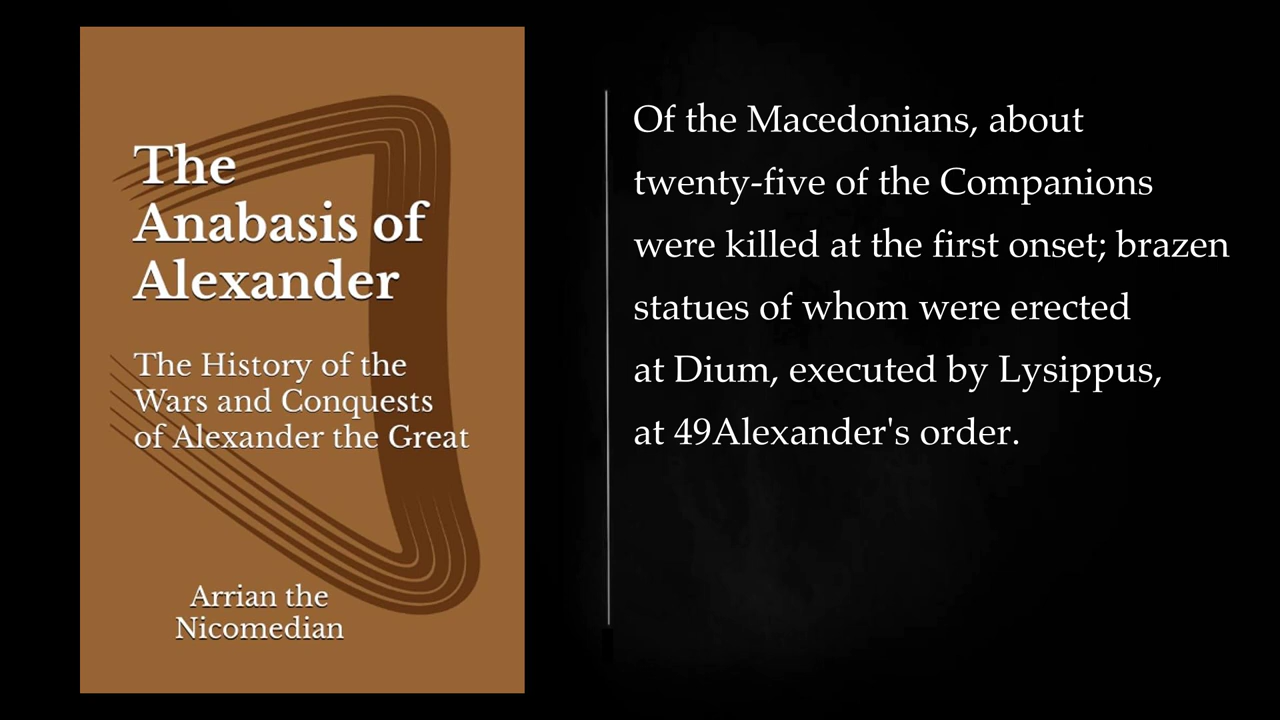 The
Anabasis of
Alexander
The History of the
Wars and Conquests
of Alexander the Great
Arrian the
Nicomedian
Of the Macedonians, about
twenty-five of the Companions
were killed at the first onset; brazen
statues of whom were erected
at Dium, executed by Lysippus,
at 49Alexander's order.